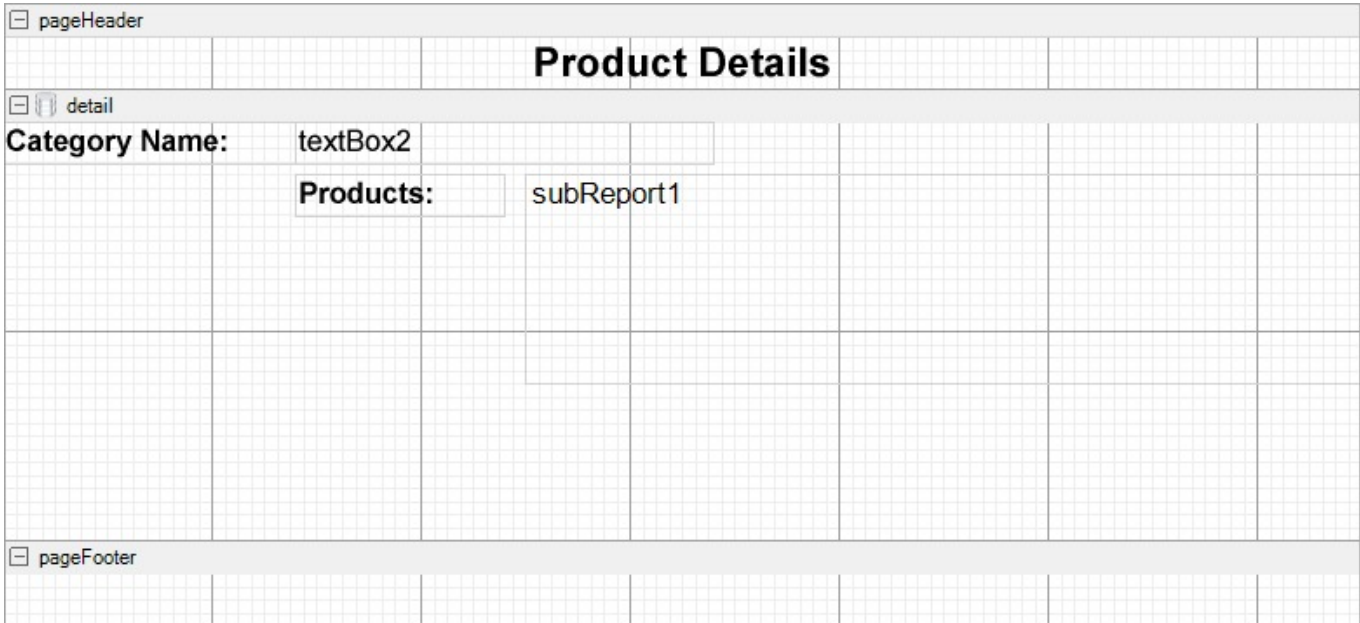 pageHeader
Product Details
detail
Category Name: textBox2
Products: subReport1
pageFooter